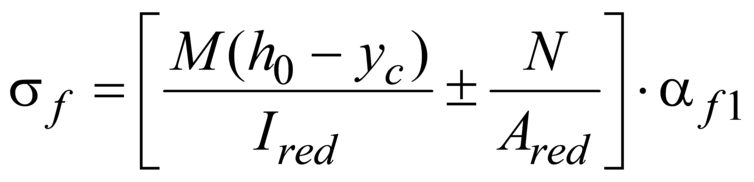 σ_f = [ M(h_0 − y_c) / I_red ± N / A_red ] · α_f1